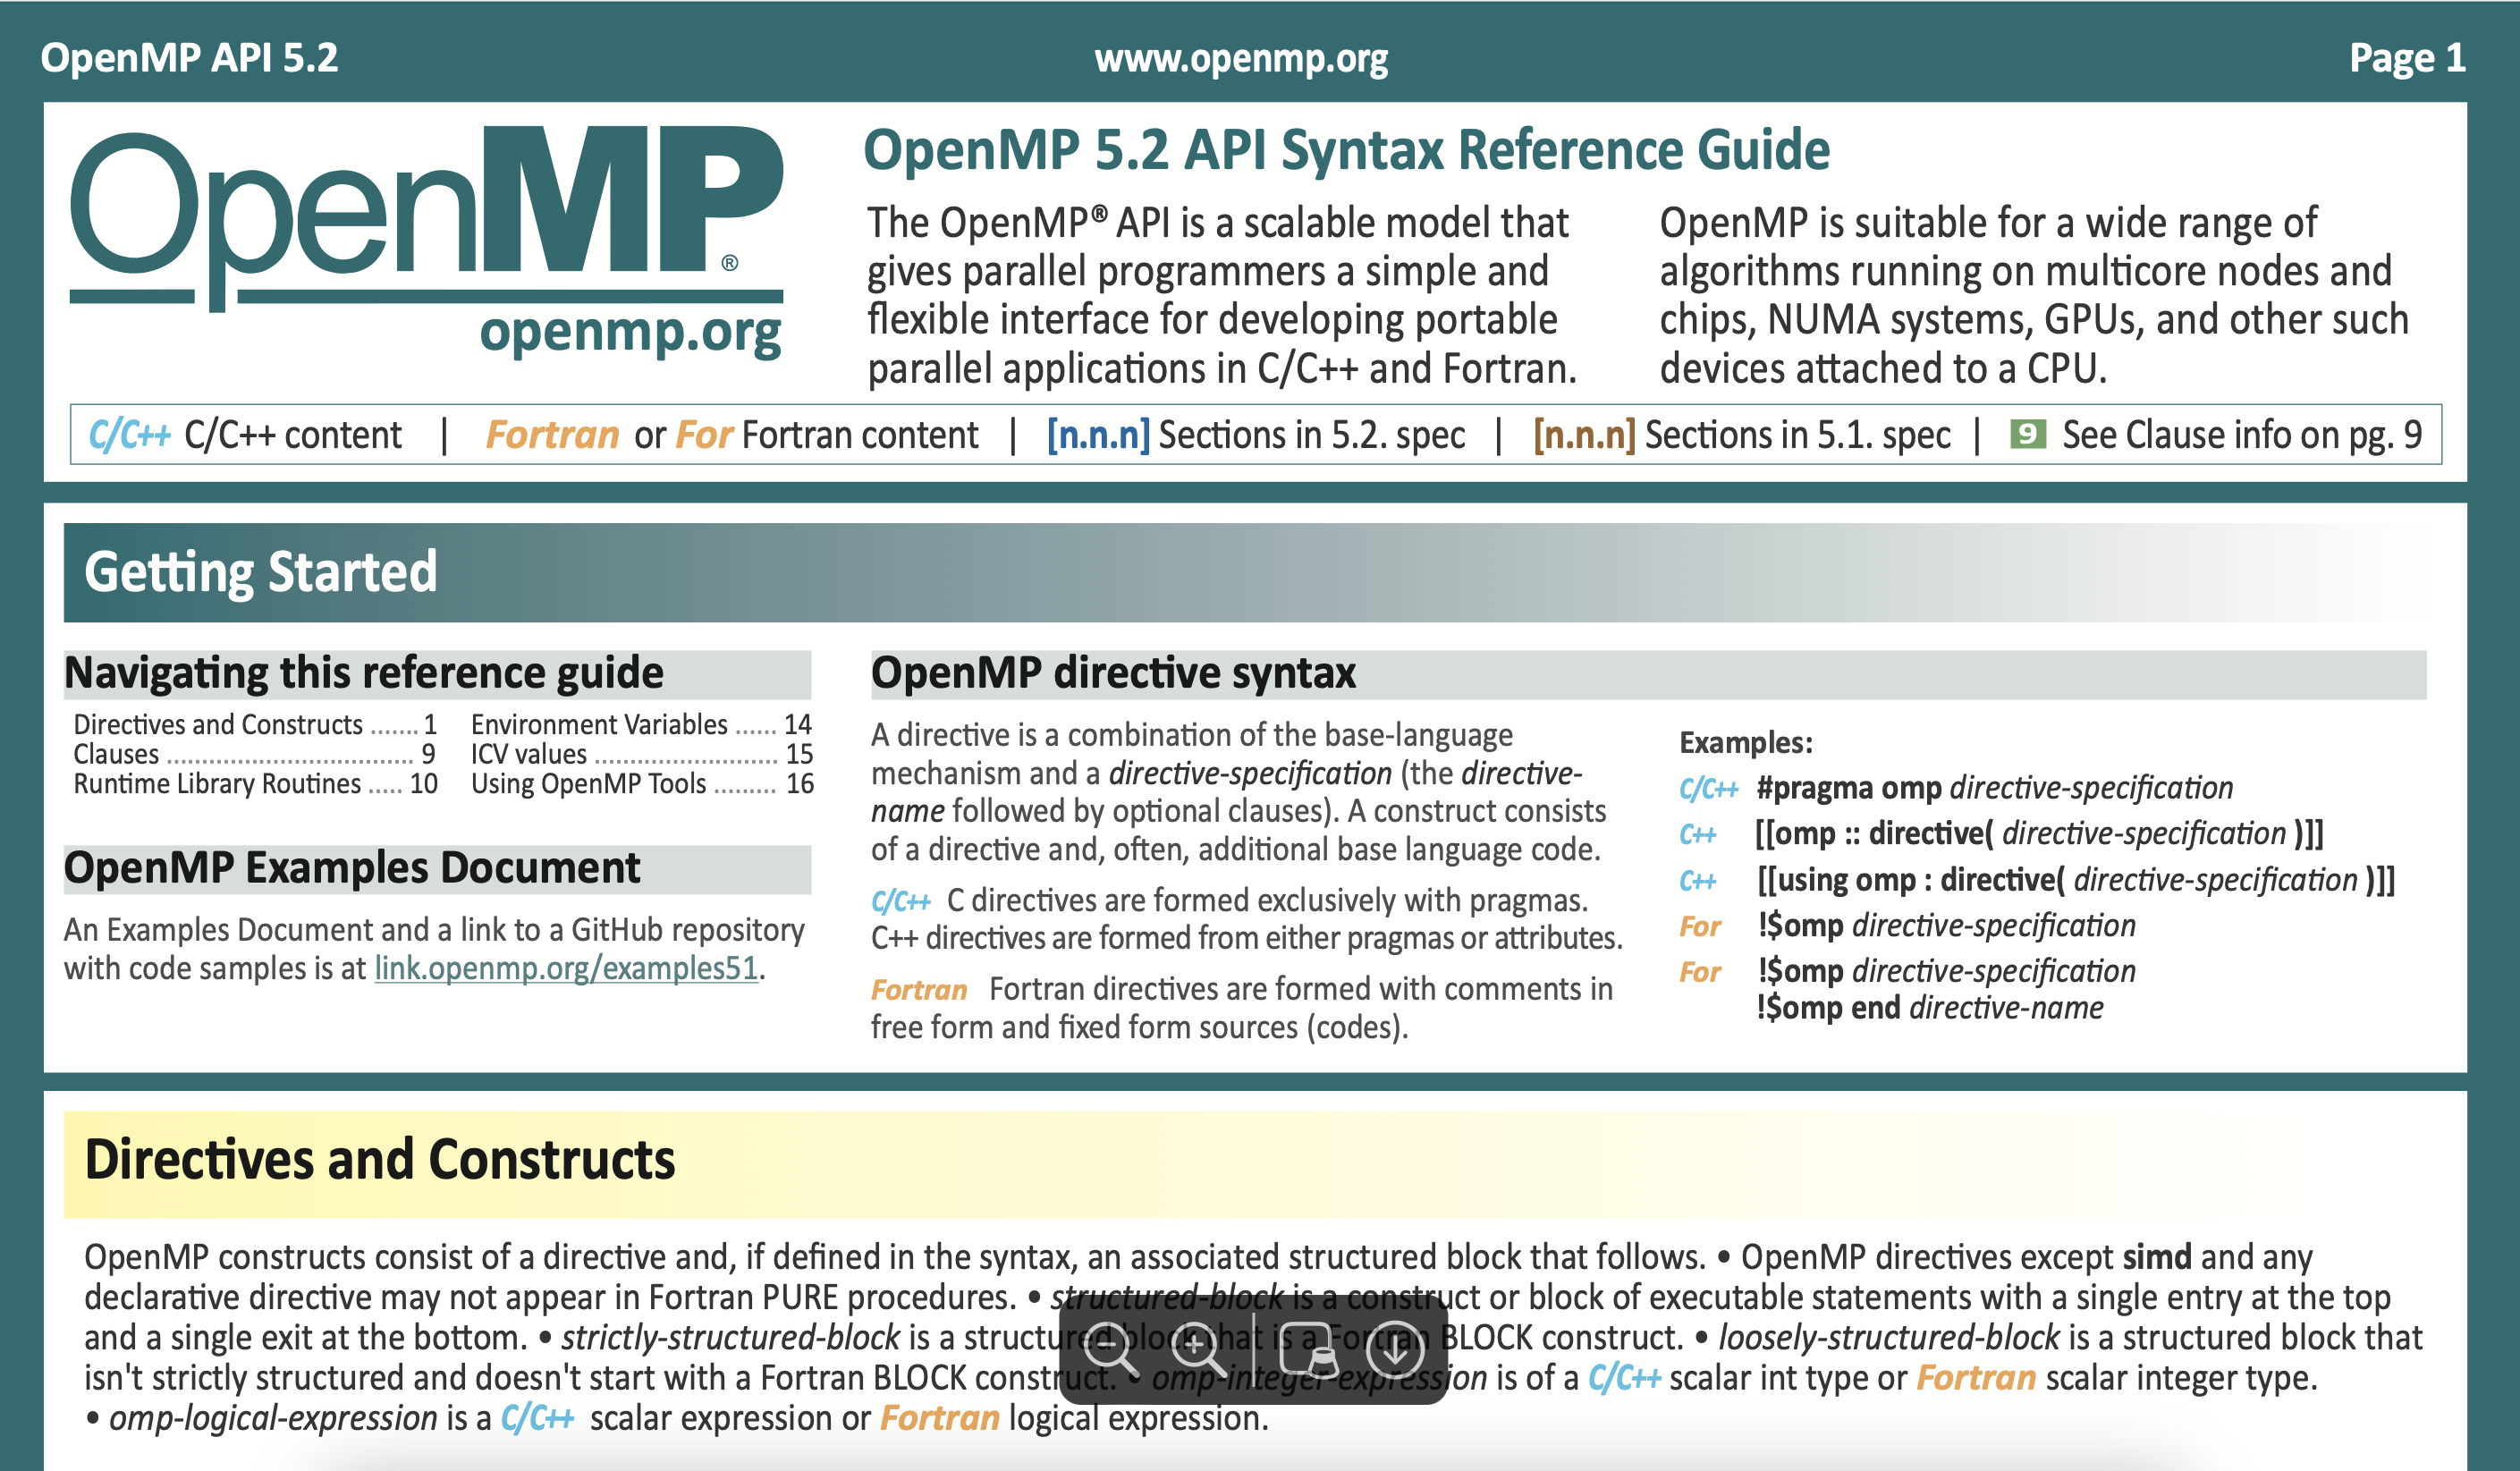 OpenMP API 5.2 www.openmp.org Page 1
OpenMP®
openmp.org
OpenMP 5.2 API Syntax Reference Guide
The OpenMP® API is a scalable model that
gives parallel programmers a simple and
flexible interface for developing portable
parallel applications in C/C++ and Fortran.
OpenMP is suitable for a wide range of
algorithms running on multicore nodes and
chips, NUMA systems, GPUs, and other such
devices attached to a CPU.
C/C++ C/C++ content | Fortran or For Fortran content | [n.n.n] Sections in 5.2. spec | [n.n.n] Sections in 5.1. spec | 9 See Clause info on pg. 9
Getting Started
Navigating this reference guide
Directives and Constructs ....... 1
Clauses ................................... 9
Runtime Library Routines ..... 10
Environment Variables ...... 14
ICV values .......................... 15
Using OpenMP Tools ......... 16
OpenMP Examples Document
An Examples Document and a link to a GitHub repository
with code samples is at link.openmp.org/examples51.
OpenMP directive syntax
A directive is a combination of the base-language
mechanism and a directive-specification (the directive-
name followed by optional clauses). A construct consists
of a directive and, often, additional base language code.
C/C++ C directives are formed exclusively with pragmas.
C++ directives are formed from either pragmas or attributes.
Fortran Fortran directives are formed with comments in
free form and fixed form sources (codes).
Examples:
C/C++ #pragma omp directive-specification
C++ [[omp :: directive( directive-specification )]]
C++ [[using omp : directive( directive-specification )]]
For !$omp directive-specification
For !$omp directive-specification
!$omp end directive-name
Directives and Constructs
OpenMP constructs consist of a directive and, if defined in the syntax, an associated structured block that follows. • OpenMP directives except simd and any
declarative directive may not appear in Fortran PURE procedures. • structured-block is a construct or block of executable statements with a single entry at the top
and a single exit at the bottom. • strictly-structured-block is a structured block that is a Fortran BLOCK construct. • loosely-structured-block is a structured block that
isn't strictly structured and doesn't start with a Fortran BLOCK construct. • omp-integer-expression is of a C/C++ scalar int type or Fortran scalar integer type.
• omp-logical-expression is a C/C++ scalar expression or Fortran logical expression.